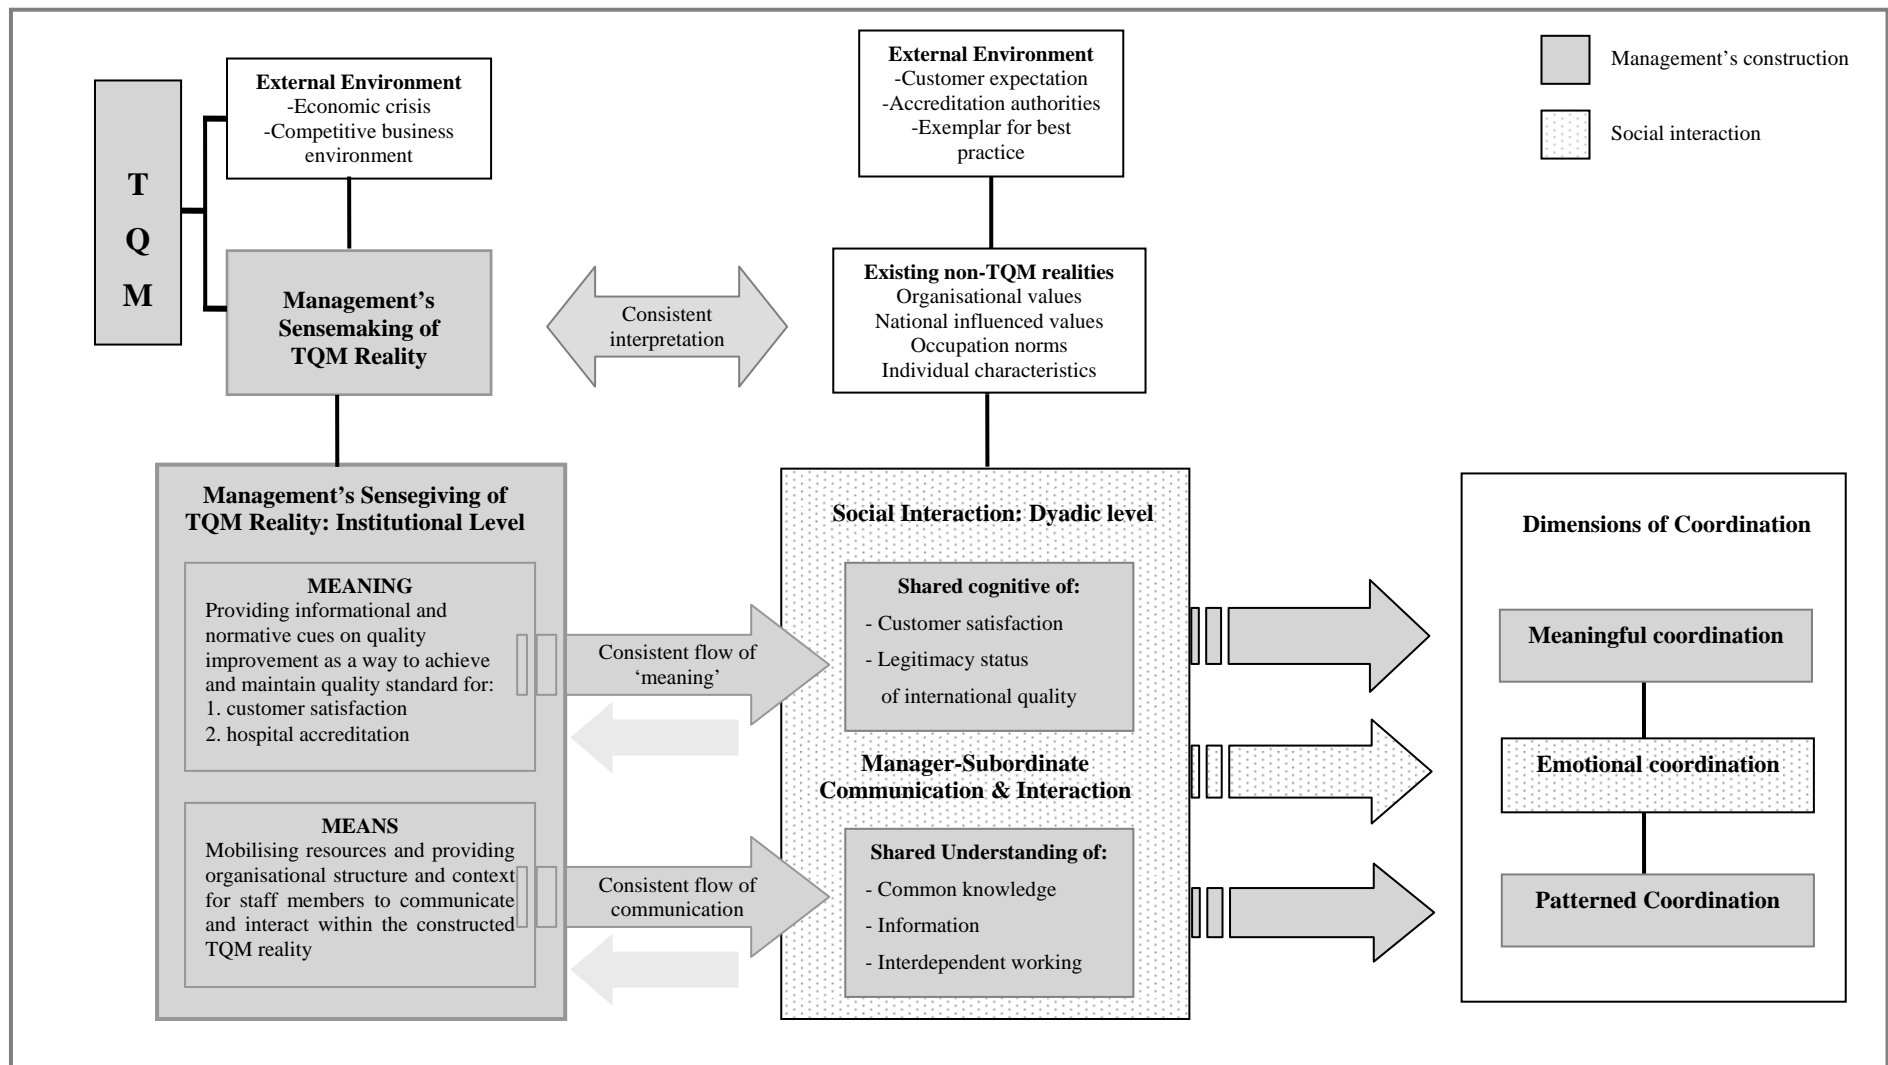 T
Q
M
External Environment
-Economic crisis
-Competitive business
environment
Management’s
Sensemaking of
TQM Reality
Consistent
interpretation
External Environment
-Customer expectation
-Accreditation authorities
-Exemplar for best
practice
Existing non-TQM realities
Organisational values
National influenced values
Occupation norms
Individual characteristics
Management’s construction
Social interaction
Management’s Sensegiving of
TQM Reality: Institutional Level
MEANING
Providing informational and
normative cues on quality
improvement as a way to achieve
and maintain quality standard for:
1. customer satisfaction
2. hospital accreditation
MEANS
Mobilising resources and providing
organisational structure and context
for staff members to communicate
and interact within the constructed
TQM reality
Consistent flow of
‘meaning’
Consistent flow of
communication
Social Interaction: Dyadic level
Shared cognitive of:
- Customer satisfaction
- Legitimacy status
of international quality
Manager-Subordinate
Communication & Interaction
Shared Understanding of:
- Common knowledge
- Information
- Interdependent working
Dimensions of Coordination
Meaningful coordination
Emotional coordination
Patterned Coordination